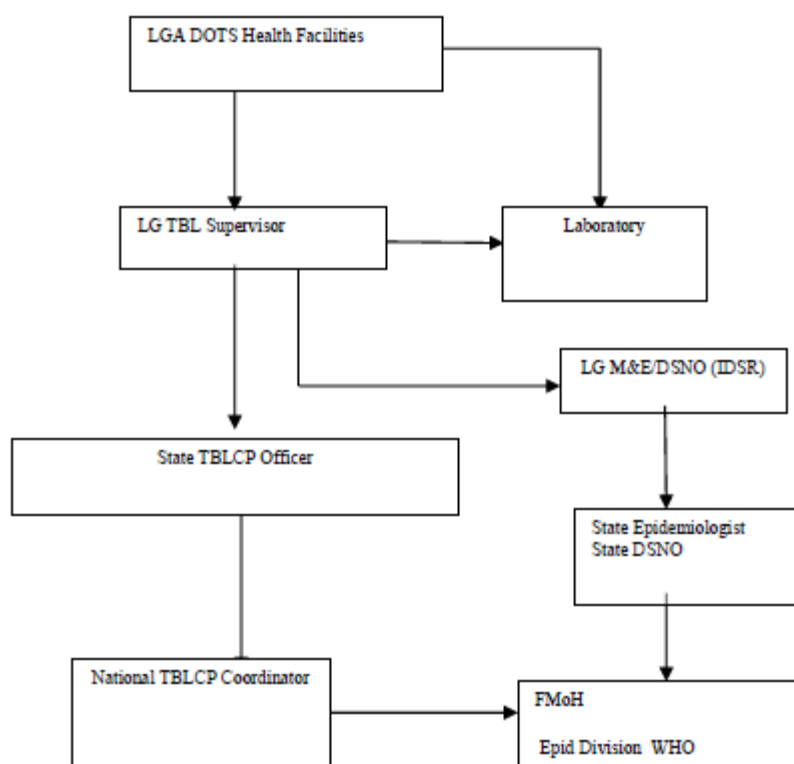 LGA DOTS Health Facilities
LG TBL Supervisor
Laboratory
LG M&E/DSNO (IDSR)
State TBLCP Officer
State Epidemiologist
State DSNO
National TBLCP Coordinator
FMoH
Epid Division WHO